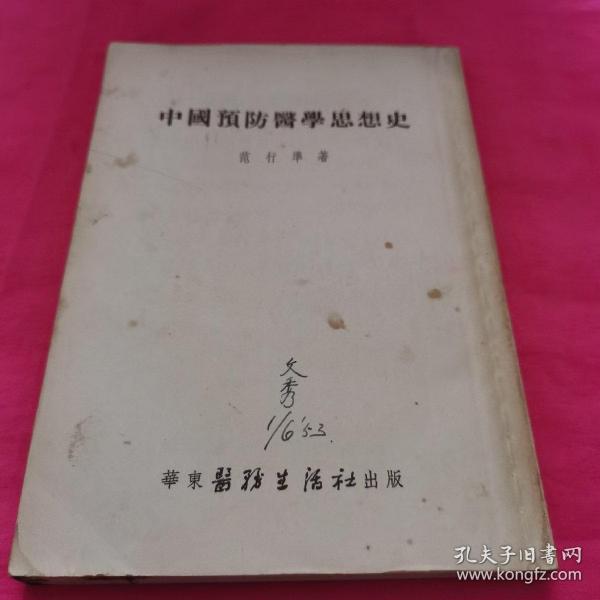 中國預防醫學思想史
范行準著
文秀
1/6'53.
華東醫務生活社出版
孔夫子旧书网
www.kongfz.com